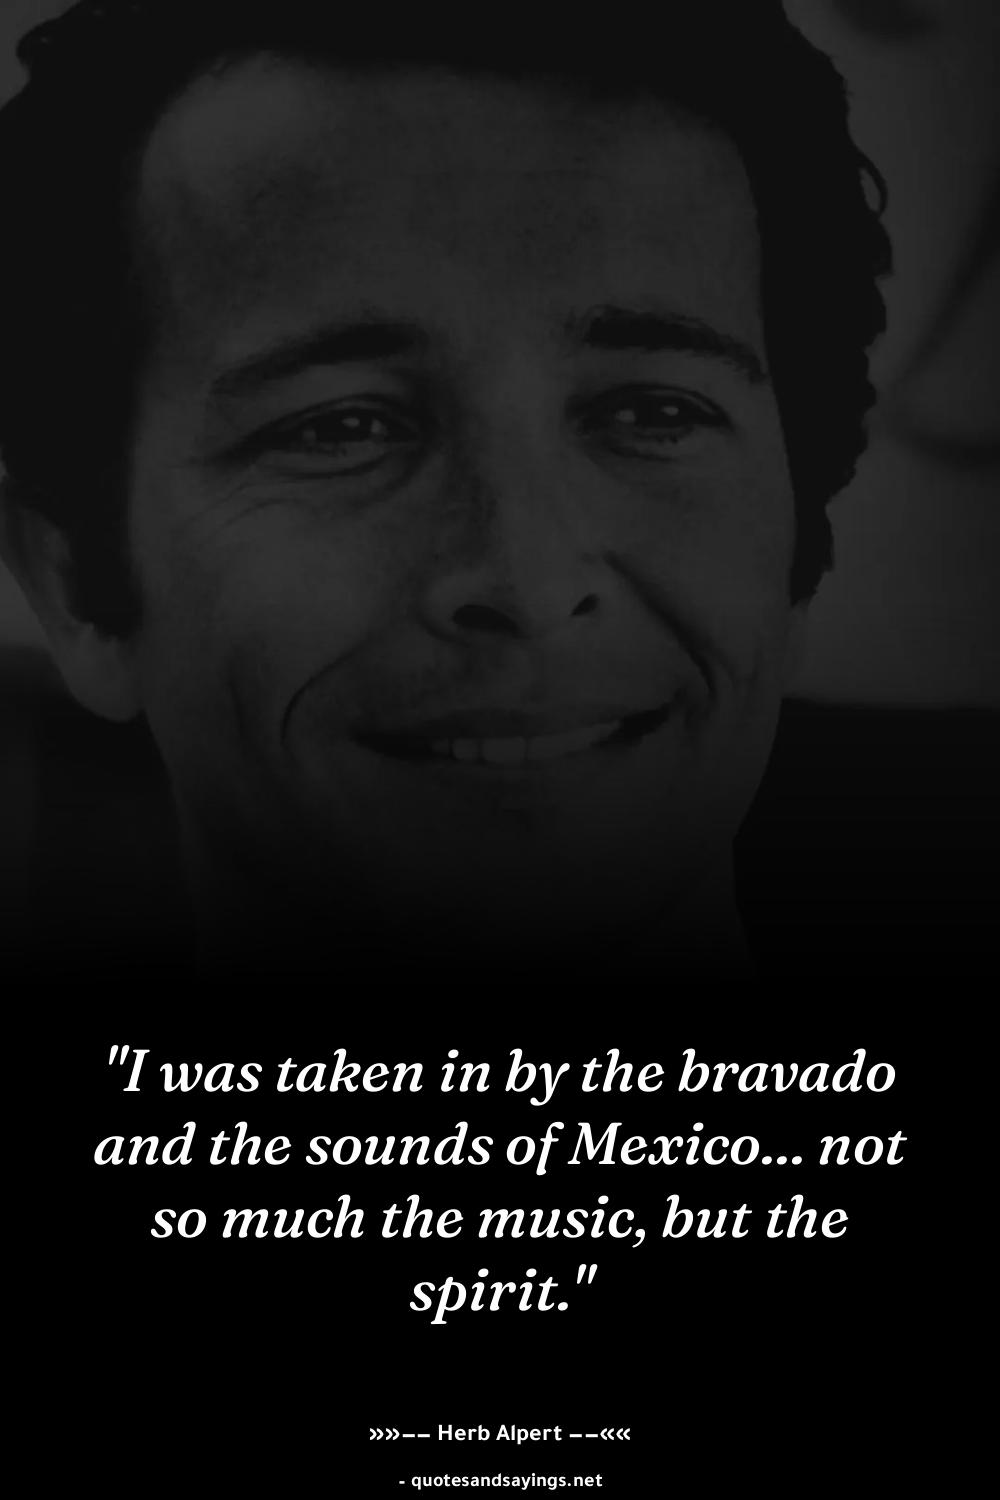 "I was taken in by the bravado
and the sounds of Mexico... not
so much the music, but the
spirit."
»»–– Herb Alpert ––««
- quotesandsayings.net